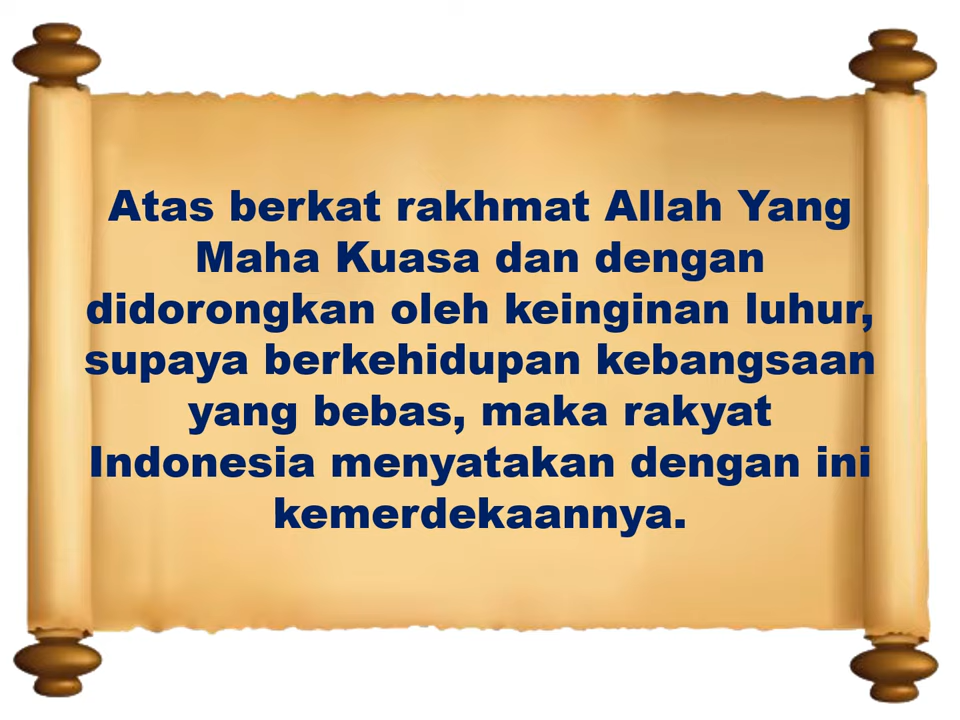 Atas berkat rakhmat Allah Yang
Maha Kuasa dan dengan
didorongkan oleh keinginan luhur,
supaya berkehidupan kebangsaan
yang bebas, maka rakyat
Indonesia menyatakan dengan ini
kemerdekaannya.